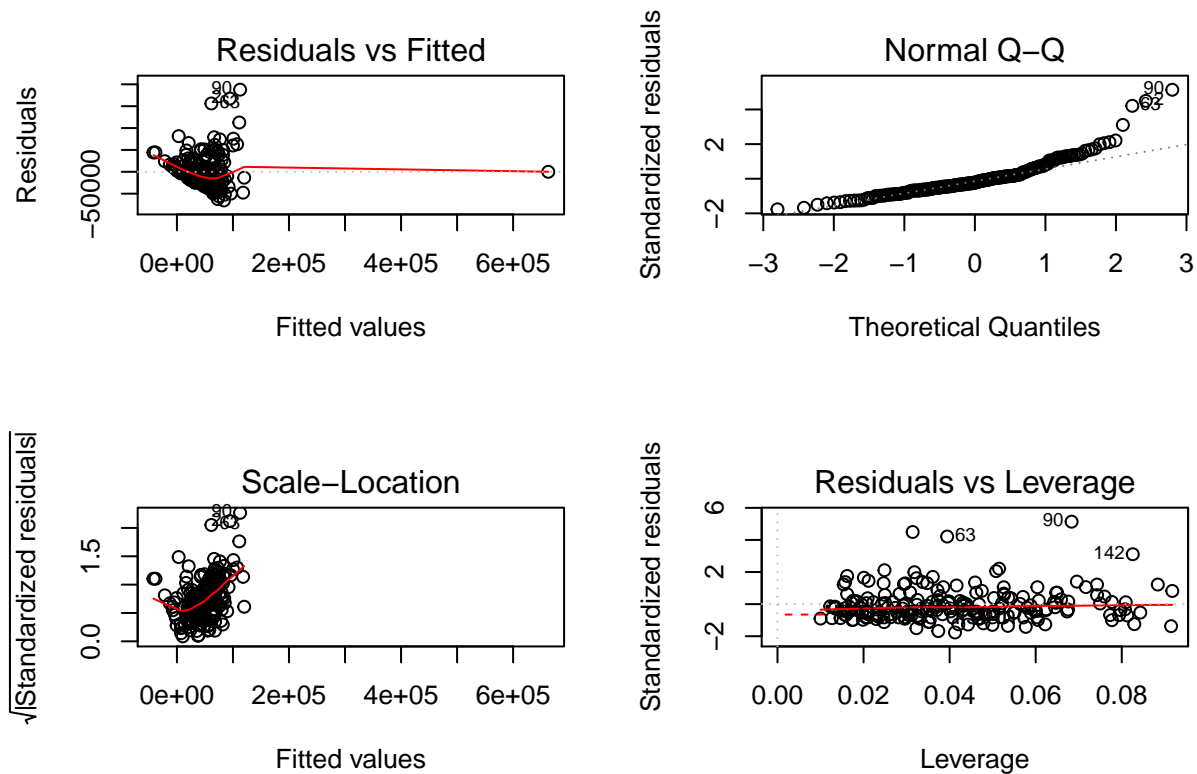 Residuals vs Fitted
Residuals
−50000
90
63
0e+00 2e+05 4e+05 6e+05
Fitted values
Normal Q−Q
Standardized residuals
−2 2
90
63
−3 −2 −1 0 1 2 3
Theoretical Quantiles
Scale−Location
√|Standardized residuals|
0.0 1.5
90
63
0e+00 2e+05 4e+05 6e+05
Fitted values
Residuals vs Leverage
Standardized residuals
−2 2 6
90
63
142
0.00 0.02 0.04 0.06 0.08
Leverage